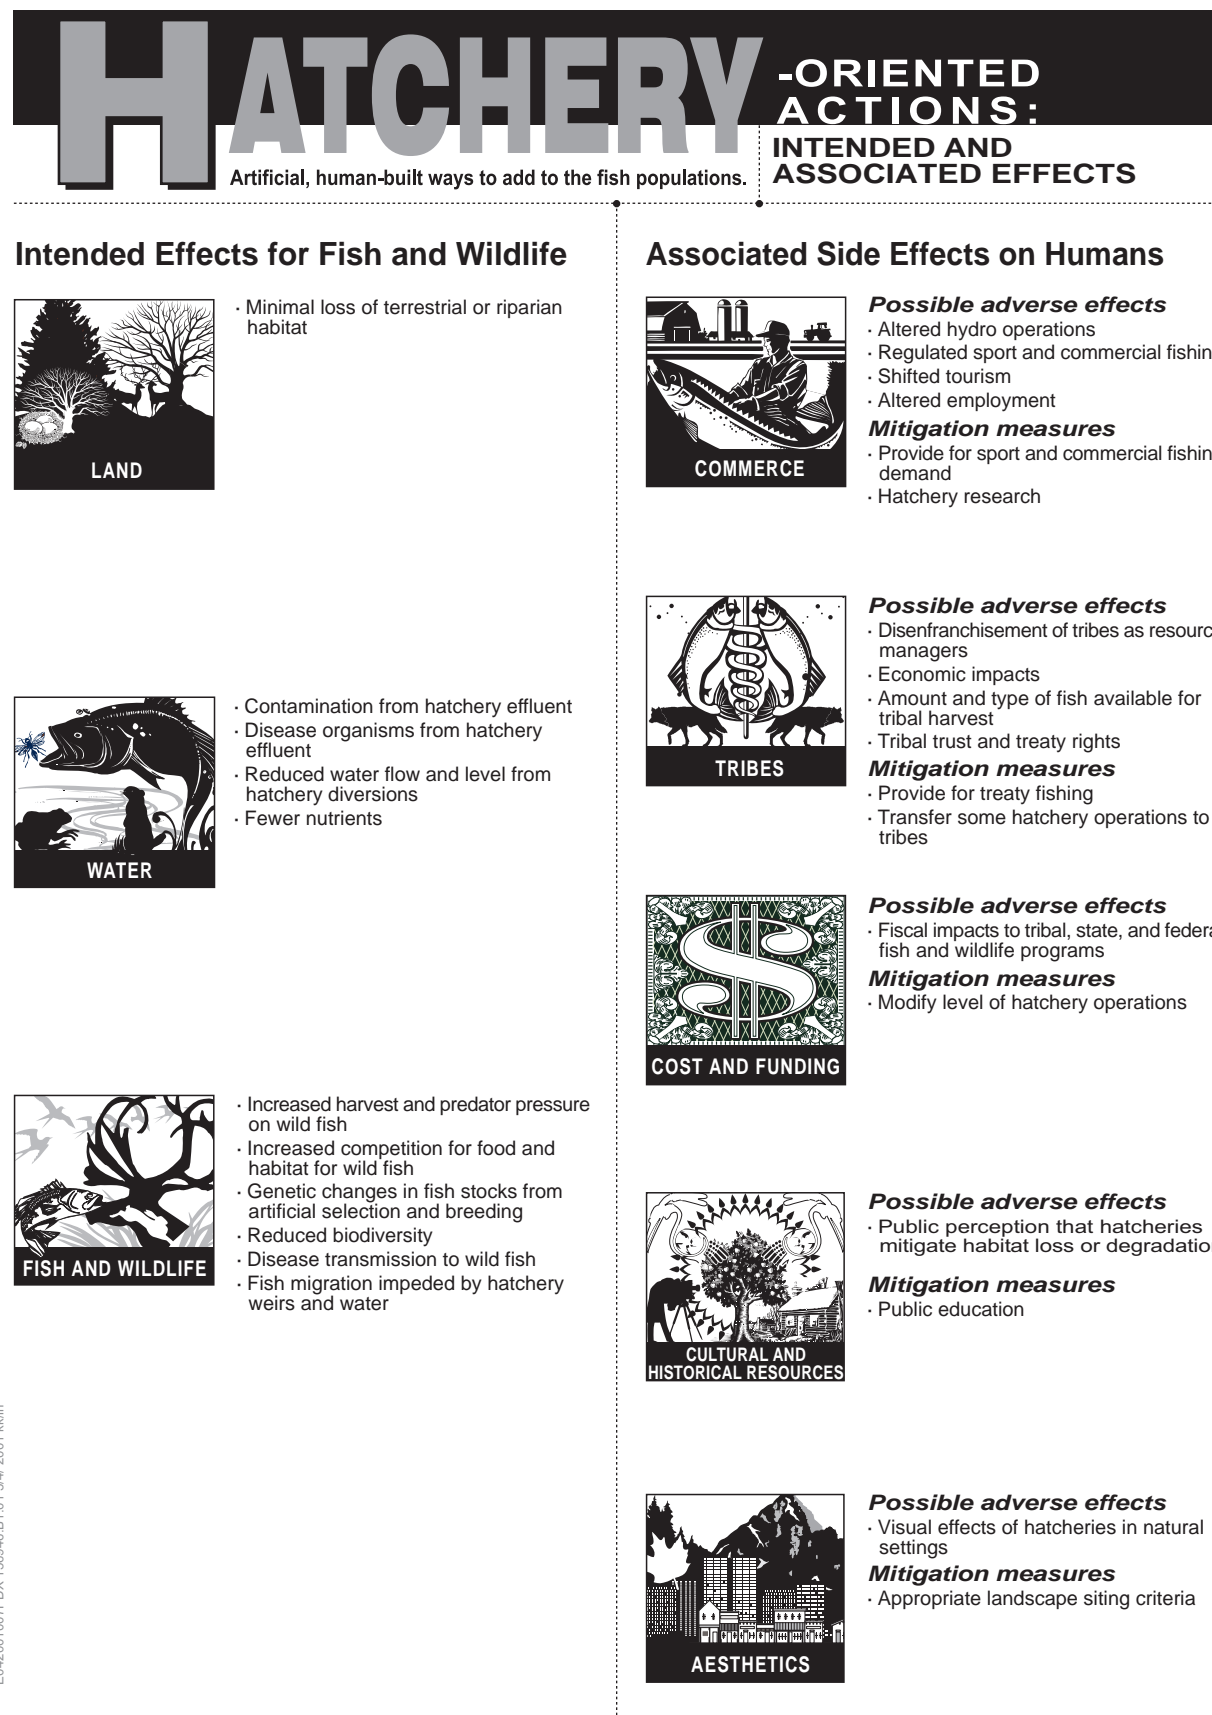 HATCHERY
-ORIENTED
ACTIONS:
INTENDED AND
ASSOCIATED EFFECTS
Artificial, human-built ways to add to the fish populations.
Intended Effects for Fish and Wildlife
LAND
· Minimal loss of terrestrial or riparian
habitat
WATER
· Contamination from hatchery effluent
· Disease organisms from hatchery
effluent
· Reduced water flow and level from
hatchery diversions
· Fewer nutrients
FISH AND WILDLIFE
· Increased harvest and predator pressure
on wild fish
· Increased competition for food and
habitat for wild fish
· Genetic changes in fish stocks from
artificial selection and breeding
· Reduced biodiversity
· Disease transmission to wild fish
· Fish migration impeded by hatchery
weirs and water
Associated Side Effects on Humans
COMMERCE
Possible adverse effects
· Altered hydro operations
· Regulated sport and commercial fishin
· Shifted tourism
· Altered employment
Mitigation measures
· Provide for sport and commercial fishin
demand
· Hatchery research
TRIBES
Possible adverse effects
· Disenfranchisement of tribes as resourc
managers
· Economic impacts
· Amount and type of fish available for
tribal harvest
· Tribal trust and treaty rights
Mitigation measures
· Provide for treaty fishing
· Transfer some hatchery operations to
tribes
COST AND FUNDING
Possible adverse effects
· Fiscal impacts to tribal, state, and federa
fish and wildlife programs
Mitigation measures
· Modify level of hatchery operations
CULTURAL AND
HISTORICAL RESOURCES
Possible adverse effects
· Public perception that hatcheries
mitigate habitat loss or degradatio
Mitigation measures
· Public education
AESTHETICS
Possible adverse effects
· Visual effects of hatcheries in natural
settings
Mitigation measures
· Appropriate landscape siting criteria